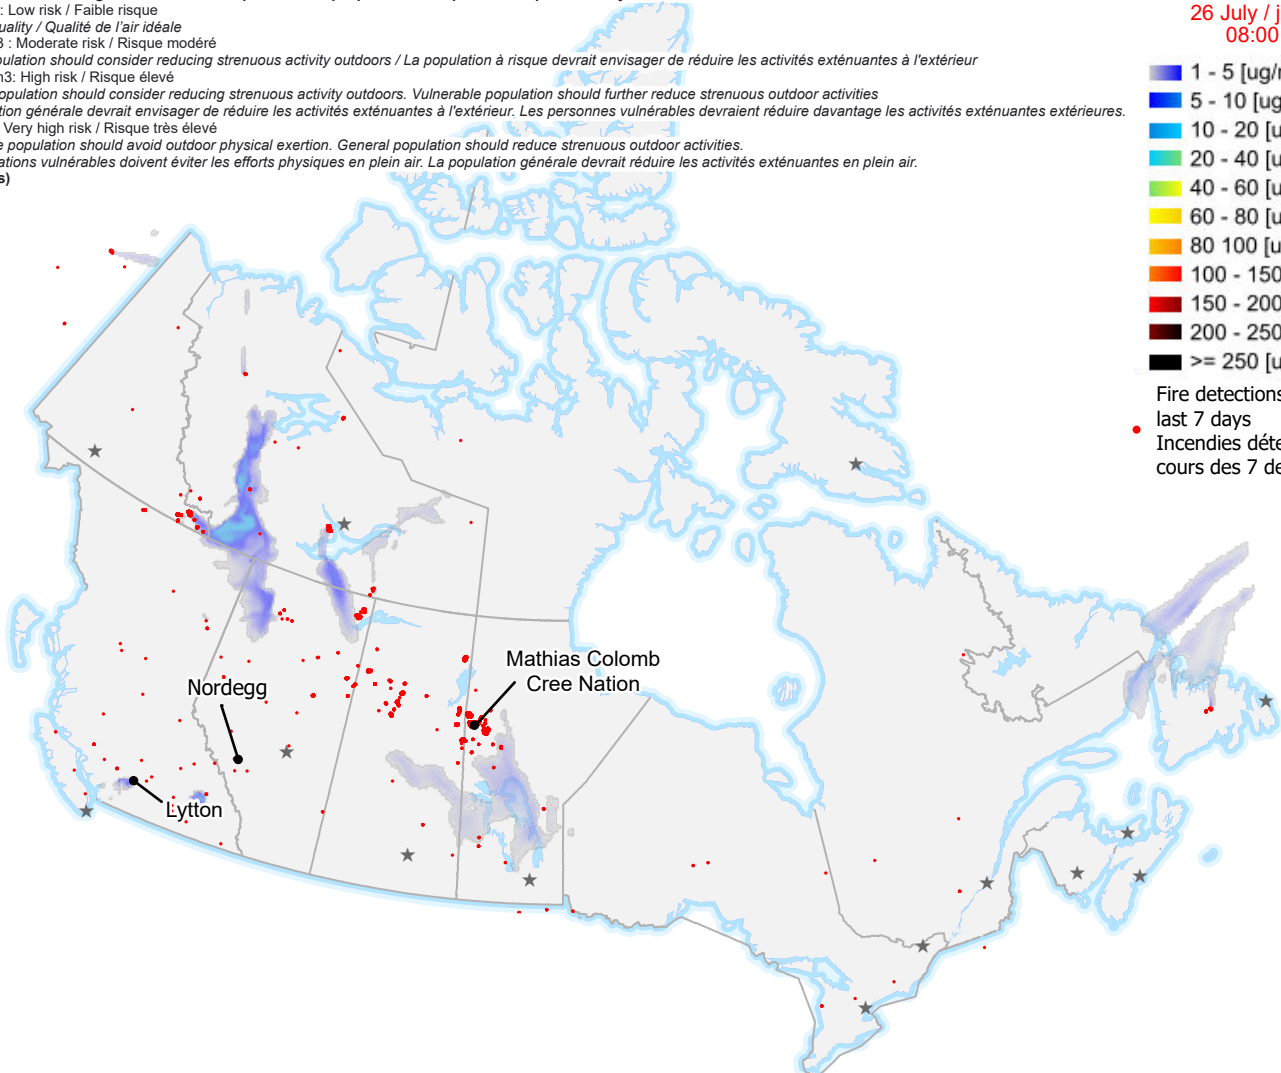 : Low risk / Faible risque
uality / Qualité de l'air idéale
3 : Moderate risk / Risque modéré
pulation should consider reducing strenuous activity outdoors / La population à risque devrait envisager de réduire les activités exténuantes à l'extérieur
n3: High risk / Risque élevé
population should consider reducing strenuous activity outdoors. Vulnerable population should further reduce strenuous outdoor activities
tion générale devrait envisager de réduire les activités exténuantes à l'extérieur. Les personnes vulnérables devraient réduire davantage les activités exténuantes extérieures.
Very high risk / Risque très élevé
e population should avoid outdoor physical exertion. General population should reduce strenuous outdoor activities.
ations vulnérables doivent éviter les efforts physiques en plein air. La population générale devrait réduire les activités exténuantes en plein air.
s)
26 July / j
08:00
1 - 5 [ug/
5 - 10 [ug
10 - 20 [u
20 - 40 [u
40 - 60 [u
60 - 80 [u
80 100 [u
100 - 150
150 - 200
200 - 250
>= 250 [u
Fire detections
last 7 days
Incendies déte
cours des 7 de
Mathias Colomb
Cree Nation
Nordegg
Lytton